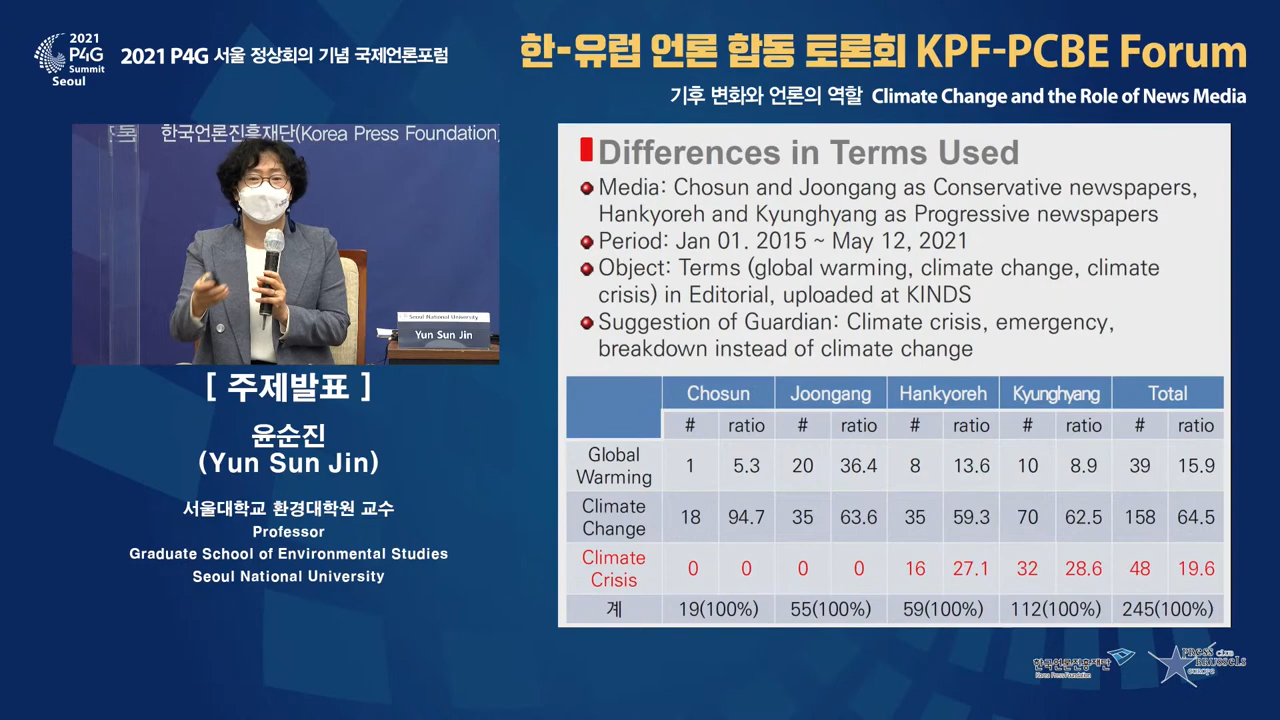 2021
P4G
Summit
Seoul
2021 P4G 서울 정상회의 기념 국제언론포럼
한-유럽 언론 합동 토론회 KPF-PCBE Forum
기후 변화와 언론의 역할 Climate Change and the Role of News Media
한국언론진흥재단(Korea Press Foundation,
Seoul National University
Yun Sun Jin
[ 주제발표 ]
윤순진
(Yun Sun Jin)
서울대학교 환경대학원 교수
Professor
Graduate School of Environmental Studies
Seoul National University
Differences in Terms Used
Media: Chosun and Joongang as Conservative newspapers,
Hankyoreh and Kyunghyang as Progressive newspapers
Period: Jan 01. 2015 ~ May 12, 2021
Object: Terms (global warming, climate change, climate
crisis) in Editorial, uploaded at KINDS
Suggestion of Guardian: Climate crisis, emergency,
breakdown instead of climate change
Chosun Joongang Hankyoreh Kyunghyang Total
# ratio # ratio # ratio # ratio # ratio
Global
Warming 1 5.3 20 36.4 8 13.6 10 8.9 39 15.9
Climate
Change 18 94.7 35 63.6 35 59.3 70 62.5 158 64.5
Climate
Crisis 0 0 0 0 16 27.1 32 28.6 48 19.6
계 19(100%) 55(100%) 59(100%) 112(100%) 245(100%)
한국언론진흥재단
Korea Press Foundation
PRESS club
BRUSSELS
europe